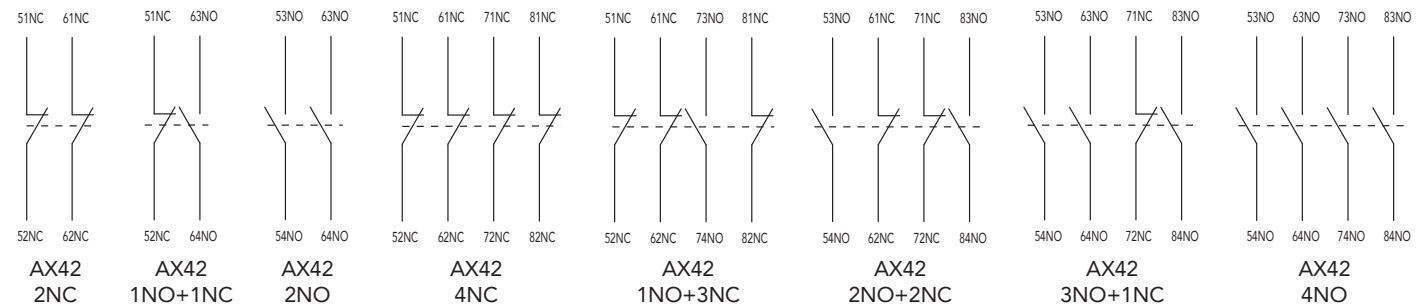 51NC 61NC 51NC 63NO 53NO 63NO 51NC 61NC 71NC 81NC 51NC 61NC 73NO 81NC 53NO 61NC 71NC 83NO 53NO 63NO 71NC 83NO 53NO 63NO 73NO 83NO
52NC 62NC 52NC 64NO 54NO 64NO 52NC 62NC 72NC 82NC 52NC 62NC 74NO 82NC 54NO 62NC 72NC 84NO 54NO 64NO 72NC 84NO 54NO 64NO 74NO 84NO
AX42 AX42 AX42 AX42 AX42 AX42 AX42 AX42
2NC 1NO+1NC 2NO 4NC 1NO+3NC 2NO+2NC 3NO+1NC 4NO